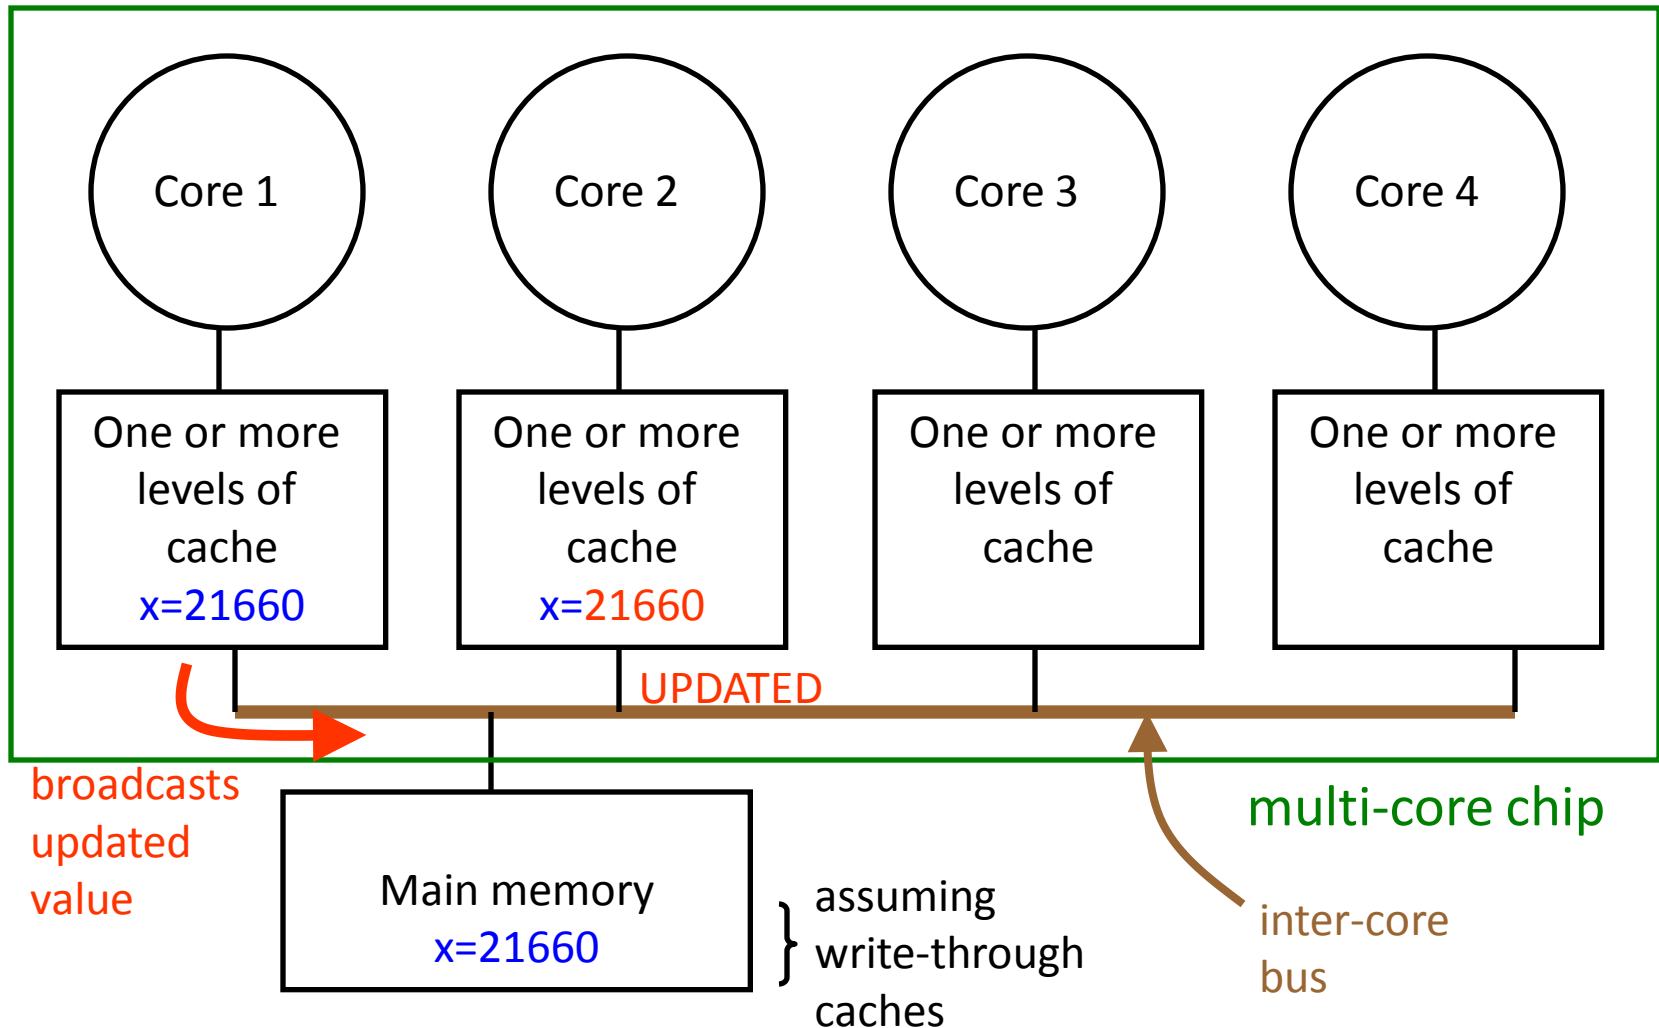 Core 1
Core 2
Core 3
Core 4
One or more
levels of
cache
x=21660
One or more
levels of
cache
x=21660
One or more
levels of
cache
One or more
levels of
cache
UPDATED
broadcasts
updated
value
multi-core chip
Main memory
x=21660
assuming
write-through
caches
inter-core
bus